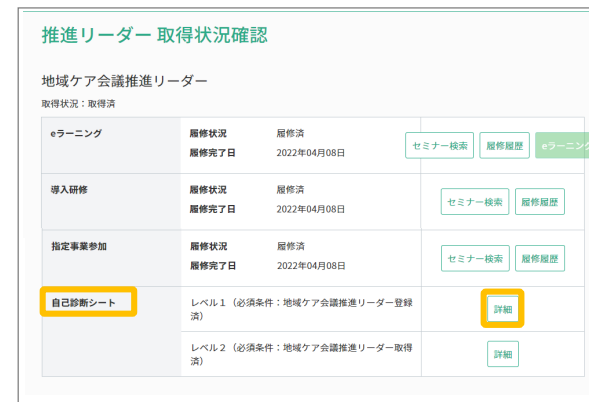 推進リーダー 取得状況確認
地域ケア会議推進リーダー
取得状況：取得済
eラーニング 履修状況 履修済
履修完了日 2022年04月08日
セミナー検索 履修履歴 eラーニング
導入研修 履修状況 履修済
履修完了日 2022年04月08日
セミナー検索 履修履歴
指定事業参加 履修状況 履修済
履修完了日 2022年04月08日
セミナー検索 履修履歴
自己診断シート レベル１（必須条件：地域ケア会議推進リーダー登録
済）
詳細
レベル２（必須条件：地域ケア会議推進リーダー取得
済）
詳細